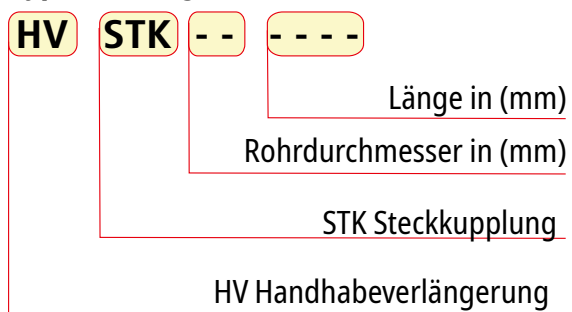 HV STK - - - - - -
Länge in (mm)
Rohrdurchmesser in (mm)
STK Steckkupplung
HV Handhabeverlängerung